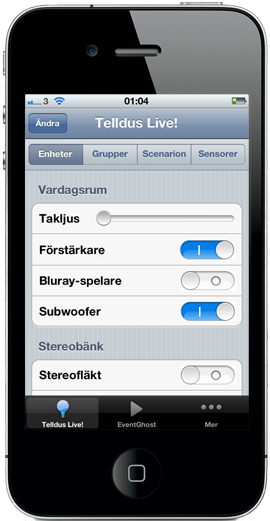 3 01:04
Ändra Telldus Live!
Enheter Grupper Scenarion Sensorer
Vardagsrum
Takljus
Förstärkare
Bluray-spelare
Subwoofer
Stereobänk
Stereofläkt
Telldus Live! EventGhost Mer